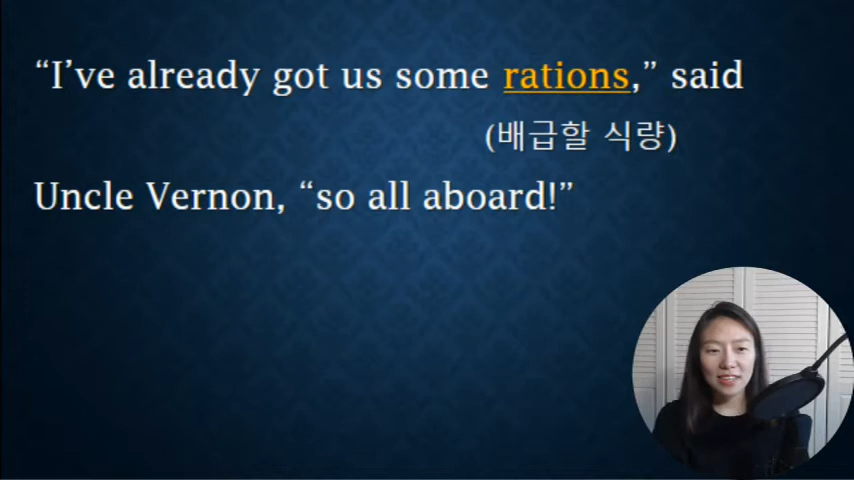 “I’ve already got us some rations,” said
(배급할 식량)
Uncle Vernon, “so all aboard!”